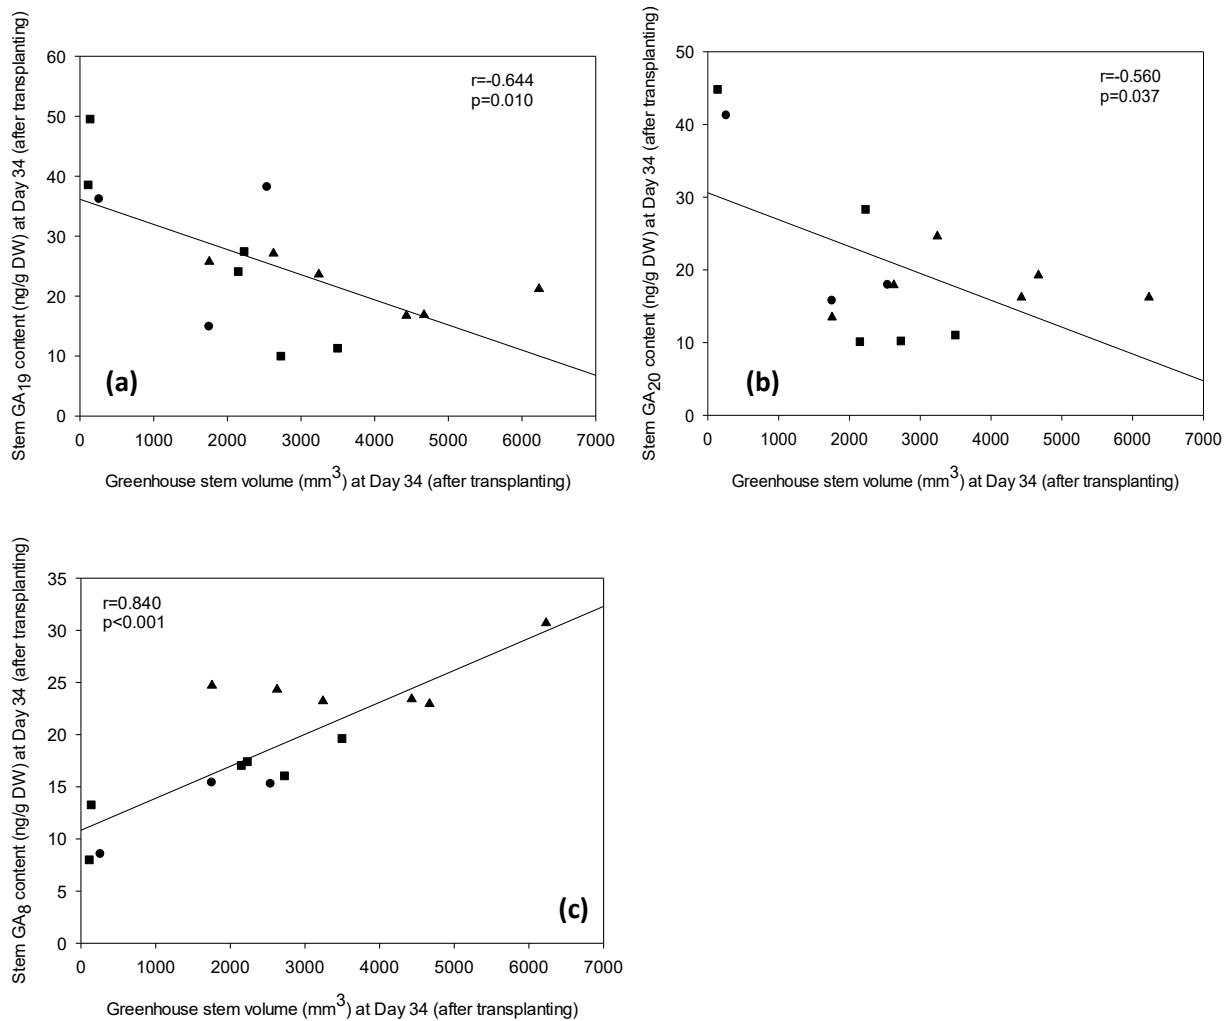 Stem GA19 content (ng/g DW) at Day 34 (after transplanting)
60
50
40
30
20
10
0
r=-0.644
p=0.010
(a)
0 1000 2000 3000 4000 5000 6000 7000
Greenhouse stem volume (mm3) at Day 34 (after transplanting)
Stem GA20 content (ng/g DW) at Day 34 (after transplanting)
50
40
30
20
10
0
r=-0.560
p=0.037
(b)
0 1000 2000 3000 4000 5000 6000 7000
Greenhouse stem volume (mm3) at Day 34 (after transplanting)
Stem GA8 content (ng/g DW) at Day 34 (after transplanting)
35
30
25
20
15
10
5
0
r=0.840
p<0.001
(c)
0 1000 2000 3000 4000 5000 6000 7000
Greenhouse stem volume (mm3) at Day 34 (after transplanting)